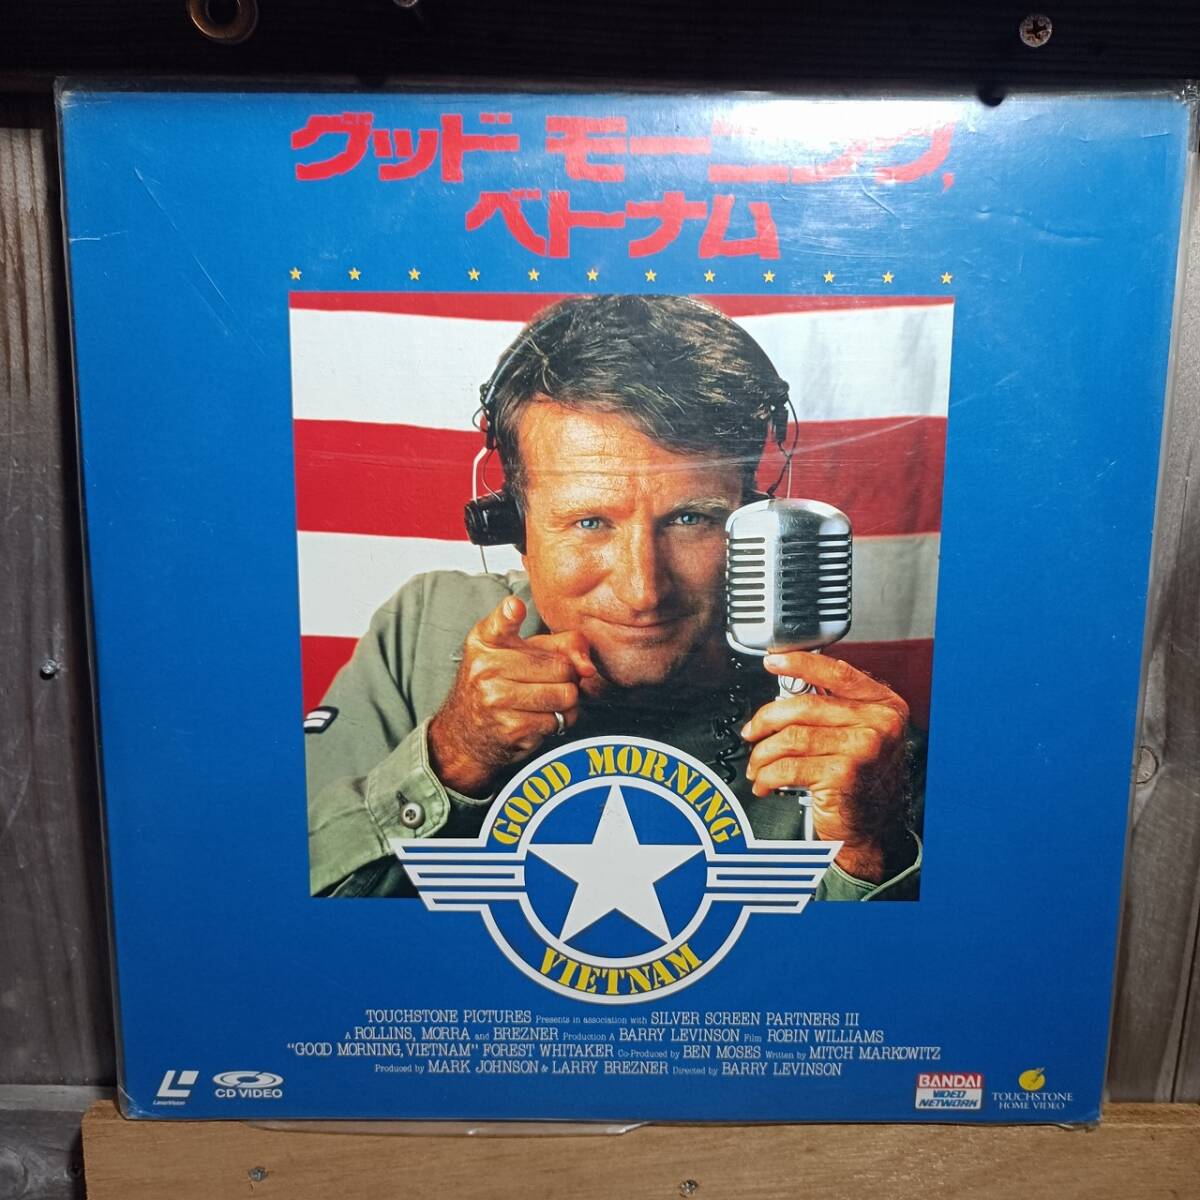 グッド モーニング,
ベトナム
GOOD MORNING
VIETNAM
TOUCHSTONE PICTURES Presents in association with SILVER SCREEN PARTNERS III
A ROLLINS, MORRA and BREZNER Production A BARRY LEVINSON Film ROBIN WILLIAMS
"GOOD MORNING, VIETNAM" FOREST WHITAKER Co-Produced by BEN MOSES Written by MITCH MARKOWITZ
Produced by MARK JOHNSON & LARRY BREZNER Directed by BARRY LEVINSON
LaserVision
CD VIDEO
BANDAI
VIDEO
NETWORK
TOUCHSTONE
HOME VIDEO